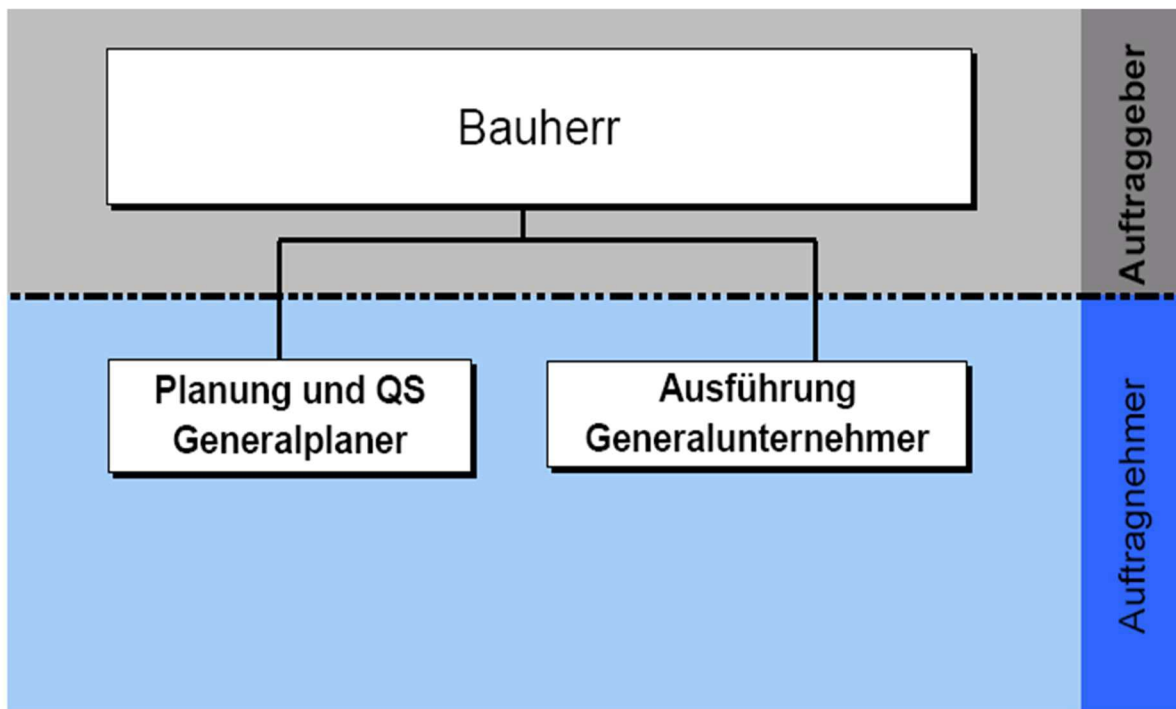 Bauherr
Auftraggeber
Planung und QS
Generalplaner
Ausführung
Generalunternehmer
Auftragnehmer